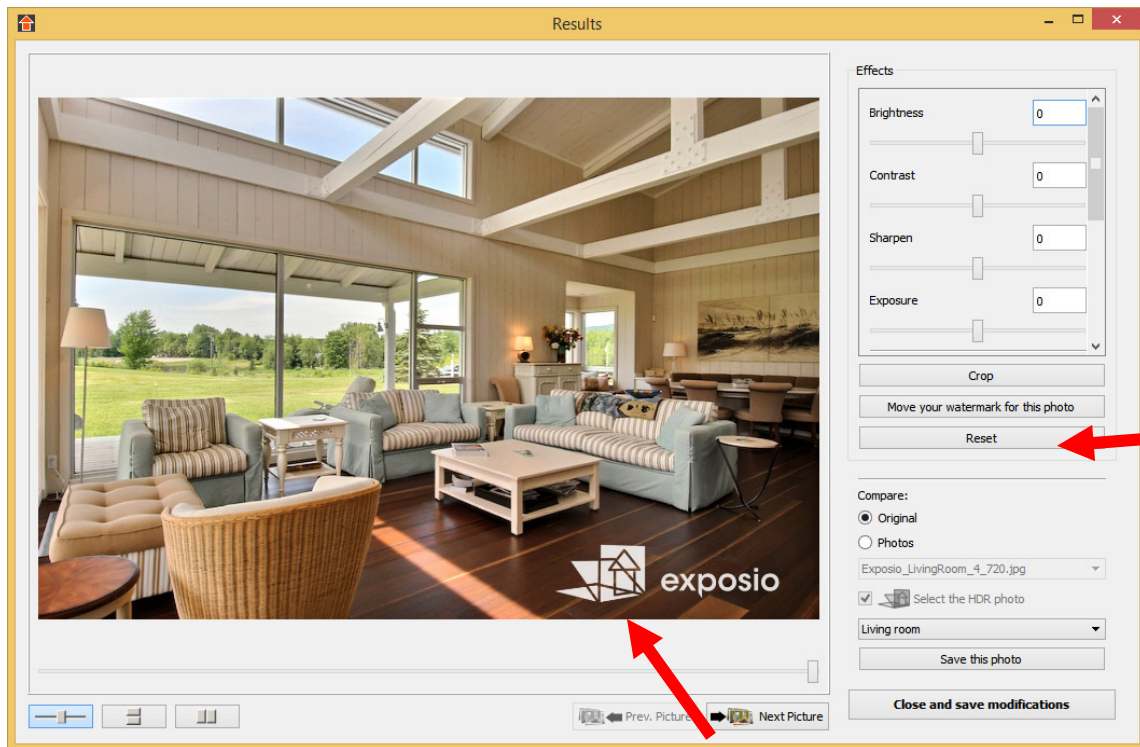 Results
Effects
Brightness
0
Contrast
0
Sharpen
0
Exposure
0
Crop
Move your watermark for this photo
Reset
Compare:
Original
Photos
Exposio_LivingRoom_4_720.jpg
Select the HDR photo
Living room
Save this photo
Close and save modifications
exposio
Prev. Picture
Next Picture